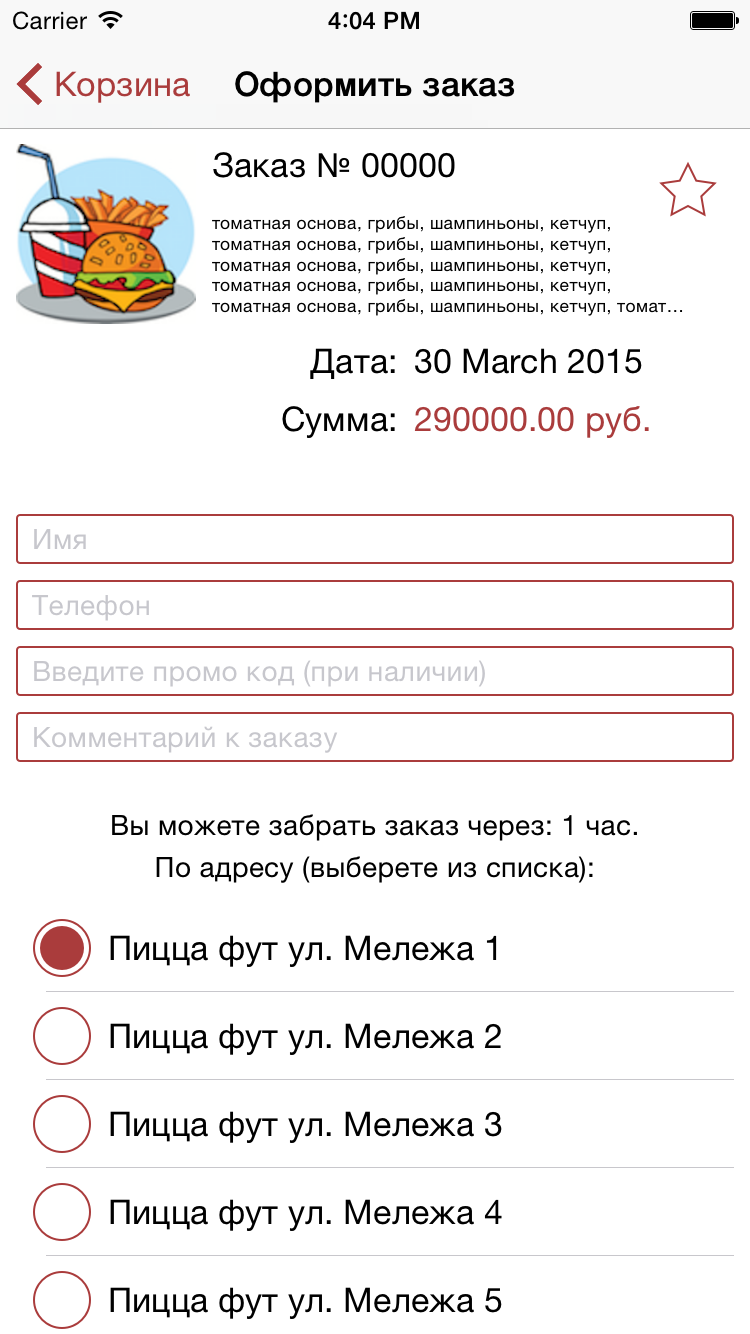 Carrier 4:04 PM
Корзина Оформить заказ
Заказ № 00000
томатная основа, грибы, шампиньоны, кетчуп,
томатная основа, грибы, шампиньоны, кетчуп,
томатная основа, грибы, шампиньоны, кетчуп,
томатная основа, грибы, шампиньоны, кетчуп,
томатная основа, грибы, шампиньоны, кетчуп, томат...
Дата: 30 March 2015
Сумма: 290000.00 руб.
Имя
Телефон
Введите промо код (при наличии)
Комментарий к заказу
Вы можете забрать заказ через: 1 час.
По адресу (выберете из списка):
Пицца фут ул. Мележа 1
Пицца фут ул. Мележа 2
Пицца фут ул. Мележа 3
Пицца фут ул. Мележа 4
Пицца фут ул. Мележа 5